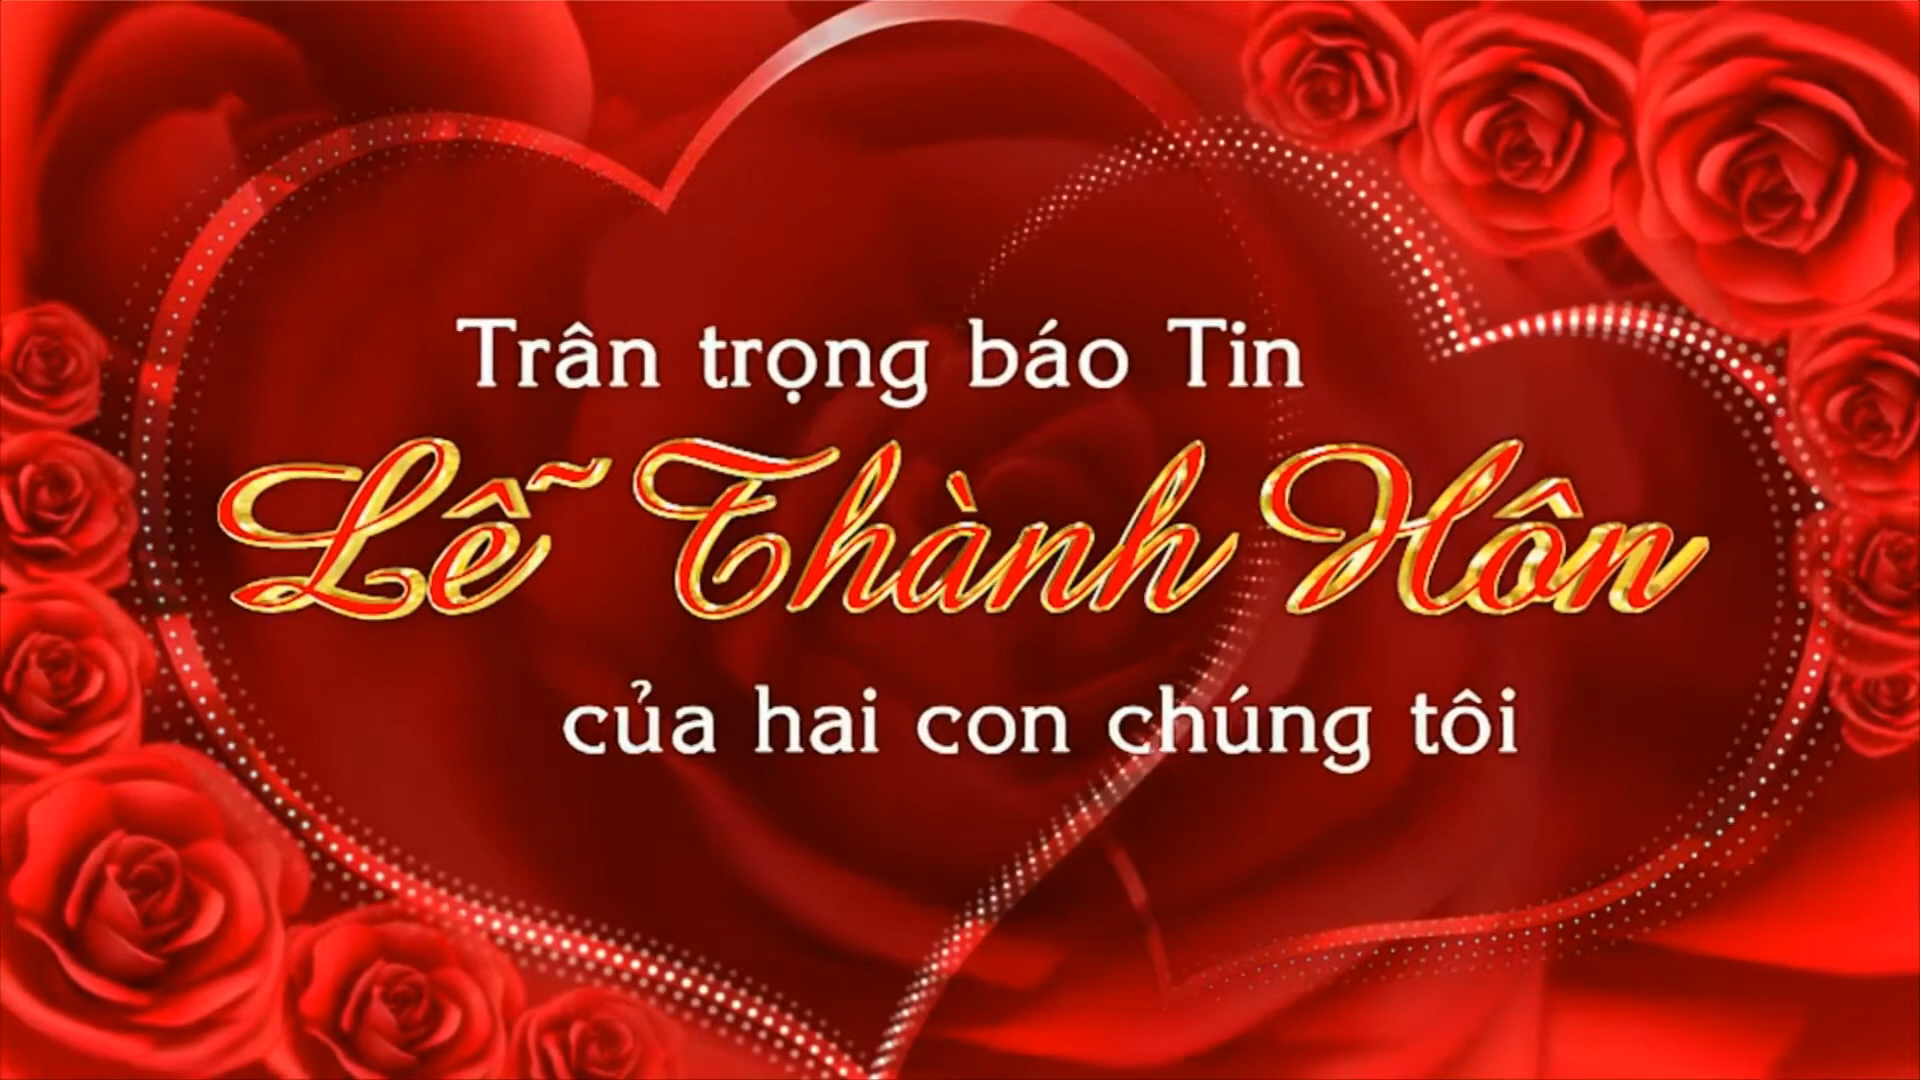 Trân trọng báo Tin
Lễ Thành Hôn
của hai con chúng tôi